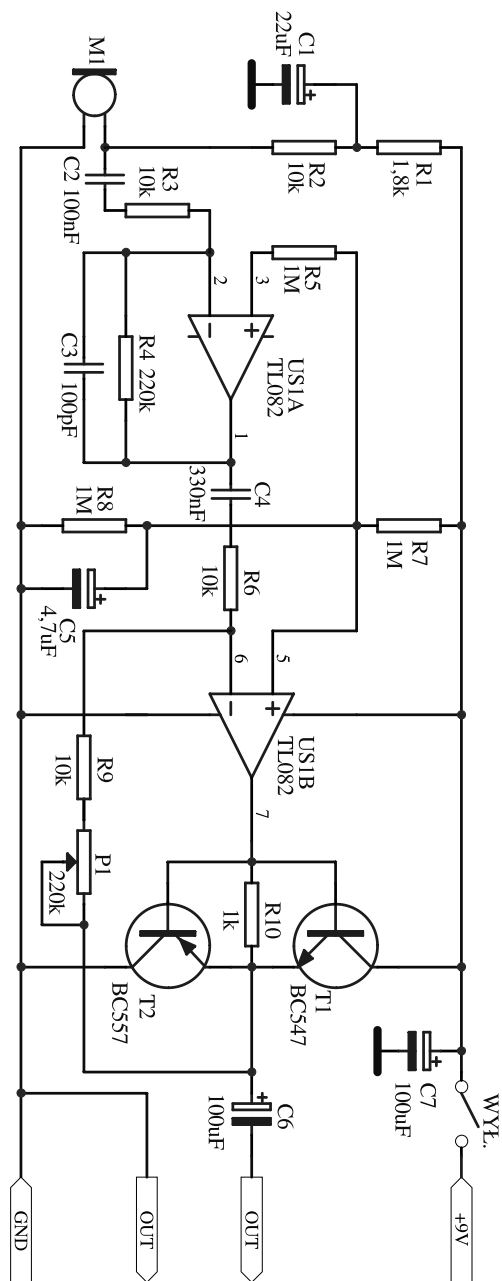 M1
C1
22uF
C2 100nF
R3
10k
R2
10k
R1
1,8k
2
3
R5
1M
US1A
TL082
C3
100pF
R4 220k
1
C4
330nF
R8
1M
R7
1M
C5
4,7uF
R6
10k
6
5
US1B
TL082
7
R9
10k
P1
220k
R10
1k
T2
BC557
T1
BC547
C6
100uF
C7
100uF
WYŁ.
GND
OUT
OUT
+9V